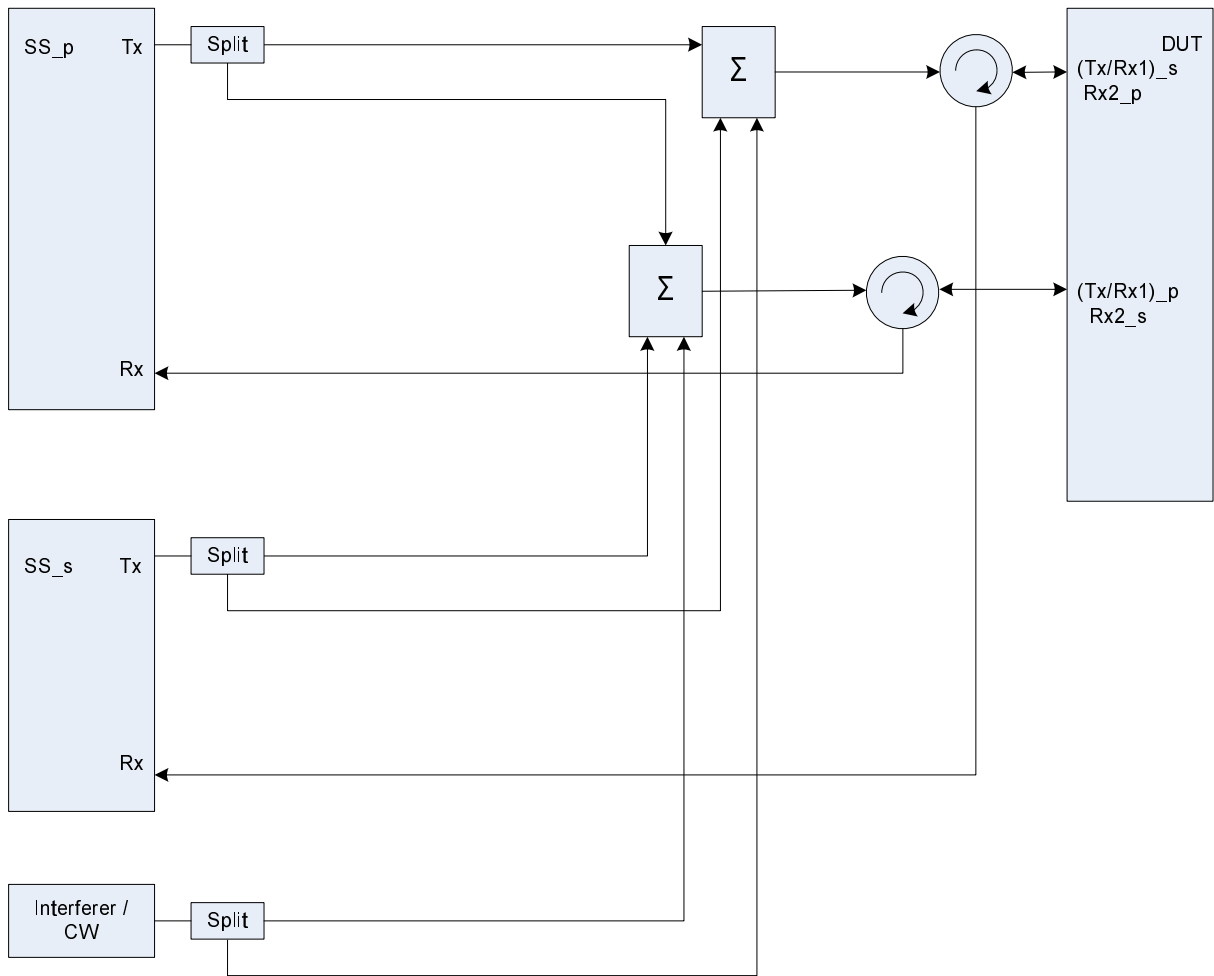 SS_p
Tx
Split
Σ
DUT
(Tx/Rx1)_s
Rx2_p
Σ
(Tx/Rx1)_p
Rx2_s
Rx
SS_s
Tx
Split
Rx
Interferer /
CW
Split